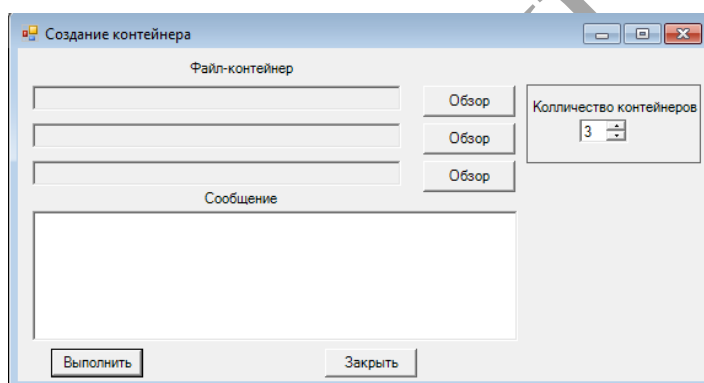 Создание контейнера
Файл-контейнер
Обзор
Колличество контейнеров
3
Обзор
Обзор
Сообщение
Выполнить
Закрыть